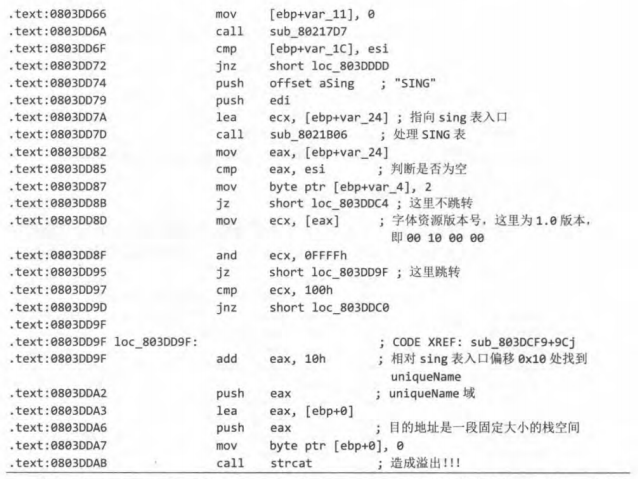 .text:0803DD66 mov [ebp+var_11], 0
.text:0803DD6A call sub_80217D7
.text:0803DD6F cmp [ebp+var_1C], esi
.text:0803DD72 jnz short loc_803DDDD
.text:0803DD74 push offset aSing ; "SING"
.text:0803DD79 push edi
.text:0803DD7A lea ecx, [ebp+var_24] ; 指向 sing 表入口
.text:0803DD7D call sub_8021B06 ; 处理 SING 表
.text:0803DD82 mov eax, [ebp+var_24]
.text:0803DD85 cmp eax, esi ; 判断是否为空
.text:0803DD87 mov byte ptr [ebp+var_4], 2
.text:0803DD8B jz short loc_803DDC4 ; 这里不跳转
.text:0803DD8D mov ecx, [eax] ; 字体资源版本号，这里为 1.0 版本，
即 00 10 00 00
.text:0803DD8F and ecx, 0FFFFh
.text:0803DD95 jz short loc_803DD9F ; 这里跳转
.text:0803DD97 cmp ecx, 100h
.text:0803DD9D jnz short loc_803DDC0
.text:0803DD9F
.text:0803DD9F loc_803DD9F: ; CODE XREF: sub_803DCF9+9Cj
.text:0803DD9F add eax, 10h ; 相对 sing 表入口偏移 0x10 处找到
uniqueName
.text:0803DDA2 push eax ; uniqueName 域
.text:0803DDA3 lea eax, [ebp+0]
.text:0803DDA6 push eax ; 目的地址是一段固定大小的栈空间
.text:0803DDA7 mov byte ptr [ebp+0], 0
.text:0803DDAB call strcat ; 造成溢出!!!